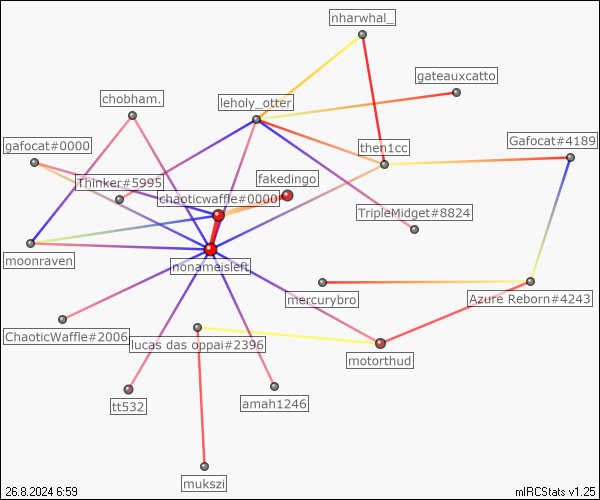 nharwhal_
gateauxcatto
chobham.
leholy_otter
Gafocat#4189
gafocat#0000
then1cc
fakedingo
Thinker#5995
chaoticwaffle#0000
TripleMidget#8824
moonraven
nonameisleft
mercurybro
Azure Reborn#4243
ChaoticWaffle#2006
lucas das oppai#2396
motorthud
tt532
amah1246
mukszi
26.8.2024 6:59
mIRCStats v1.25